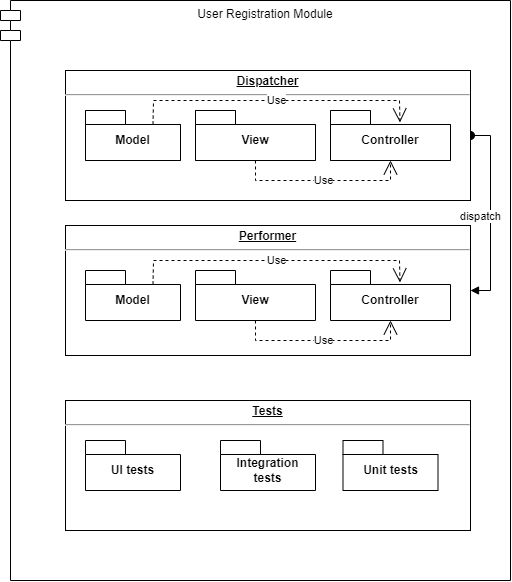 User Registration Module
Dispatcher
Use
Model
View
Controller
Use
dispatch
Performer
Use
Model
View
Controller
Use
Tests
UI tests
Integration
tests
Unit tests